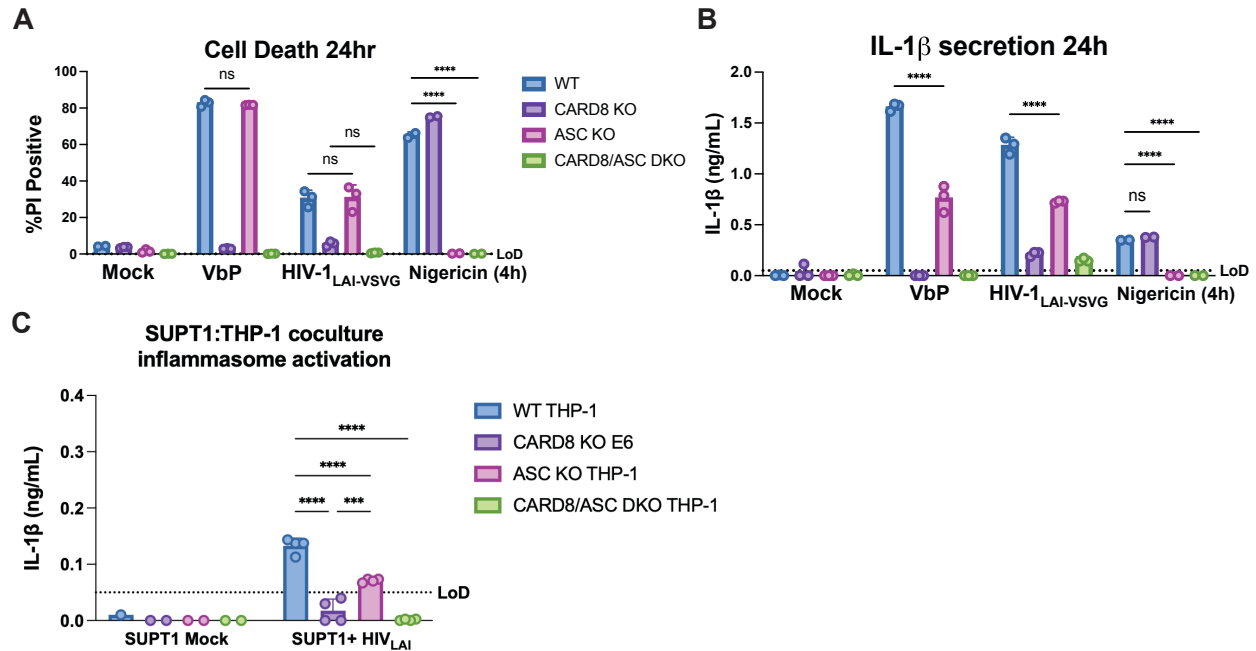 A
Cell Death 24hr
%PI Positive
100
80
60
40
20
0
ns
ns
ns
****
****
LoD
Mock
VbP
HIV-1LAI-VSVG
Nigericin (4h)
WT
CARD8 KO
ASC KO
CARD8/ASC DKO
B
IL-1β secretion 24h
IL-1β (ng/mL)
2.0
1.5
1.0
0.5
0.0
****
****
****
****
ns
LoD
Mock
VbP
HIV-1LAI-VSVG
Nigericin (4h)
C
SUPT1:THP-1 coculture
inflammasome activation
IL-1β (ng/mL)
0.4
0.3
0.2
0.1
0.0
****
****
****
***
LoD
SUPT1 Mock
SUPT1+ HIVLAI
WT THP-1
CARD8 KO E6
ASC KO THP-1
CARD8/ASC DKO THP-1